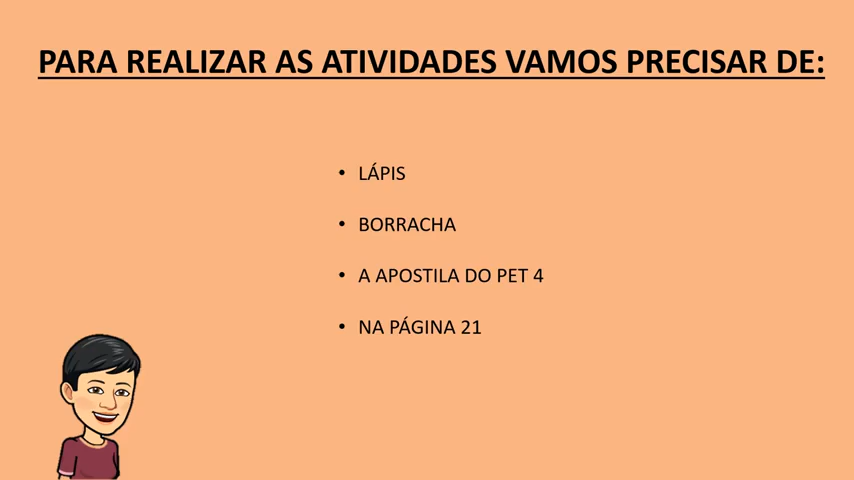 PARA REALIZAR AS ATIVIDADES VAMOS PRECISAR DE:
• LÁPIS
• BORRACHA
• A APOSTILA DO PET 4
• NA PÁGINA 21